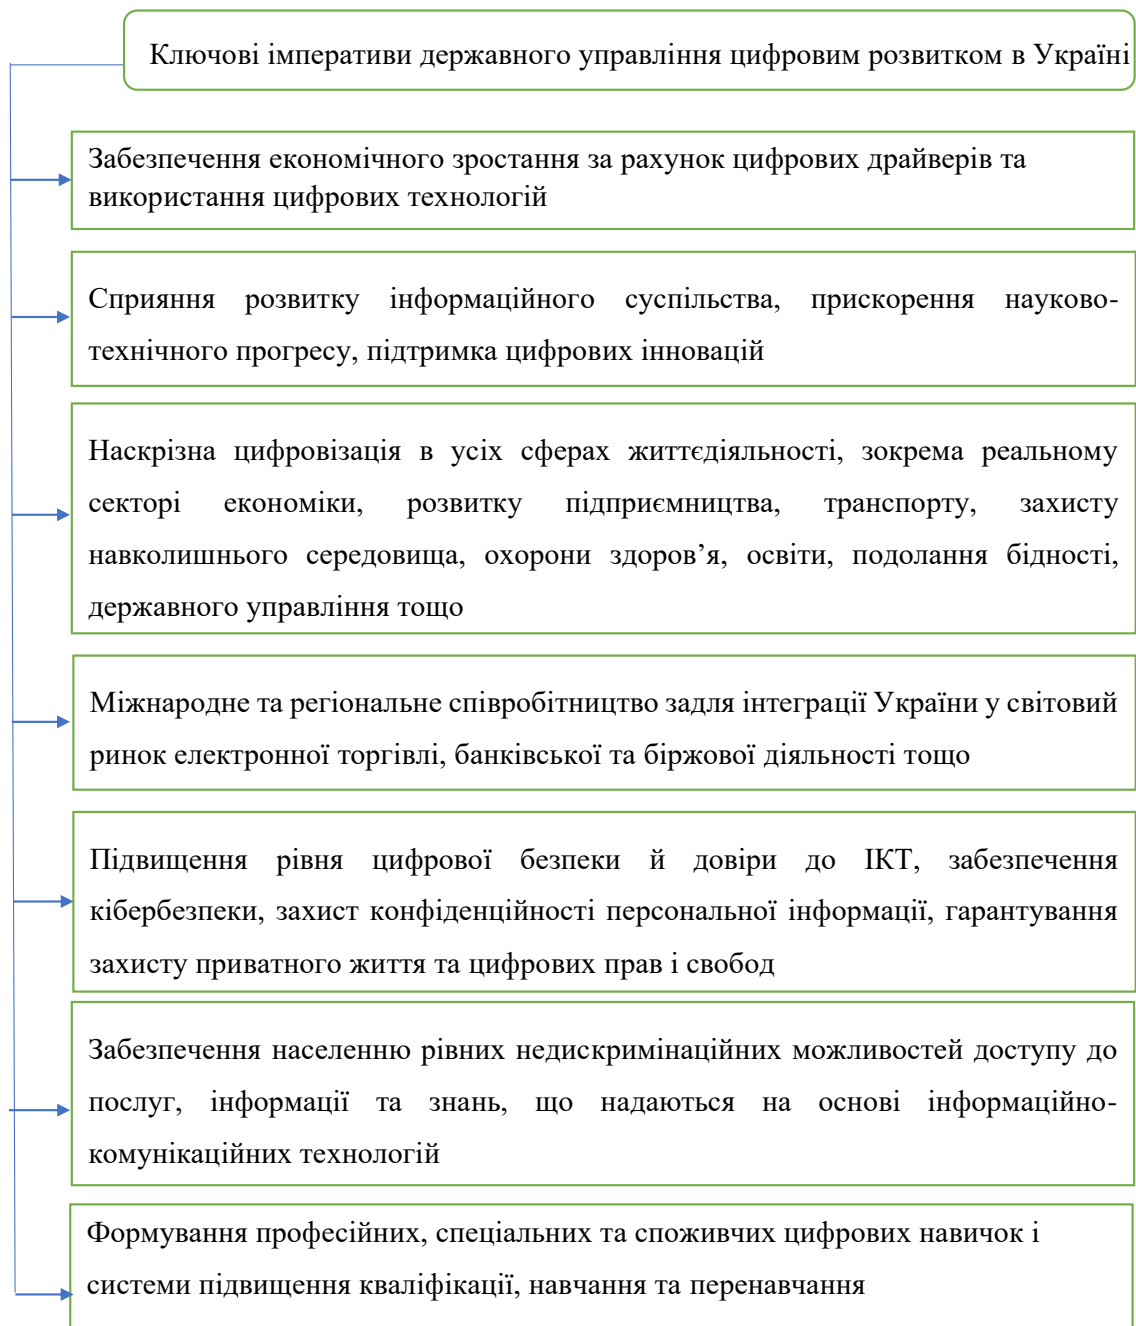 Ключові імперативи державного управління цифровим розвитком в Україні
Забезпечення економічного зростання за рахунок цифрових драйверів та
використання цифрових технологій
Сприяння розвитку інформаційного суспільства, прискорення науково-
технічного прогресу, підтримка цифрових інновацій
Наскрізна цифровізація в усіх сферах життєдіяльності, зокрема реальному
секторі економіки, розвитку підприємництва, транспорту, захисту
навколишнього середовища, охорони здоров’я, освіти, подолання бідності,
державного управління тощо
Міжнародне та регіональне співробітництво задля інтеграції України у світовий
ринок електронної торгівлі, банківської та біржової діяльності тощо
Підвищення рівня цифрової безпеки й довіри до ІКТ, забезпечення
кібербезпеки, захист конфіденційності персональної інформації, гарантування
захисту приватного життя та цифрових прав і свобод
Забезпечення населенню рівних недискримінаційних можливостей доступу до
послуг, інформації та знань, що надаються на основі інформаційно-
комунікаційних технологій
Формування професійних, спеціальних та споживчих цифрових навичок і
системи підвищення кваліфікації, навчання та перенавчання